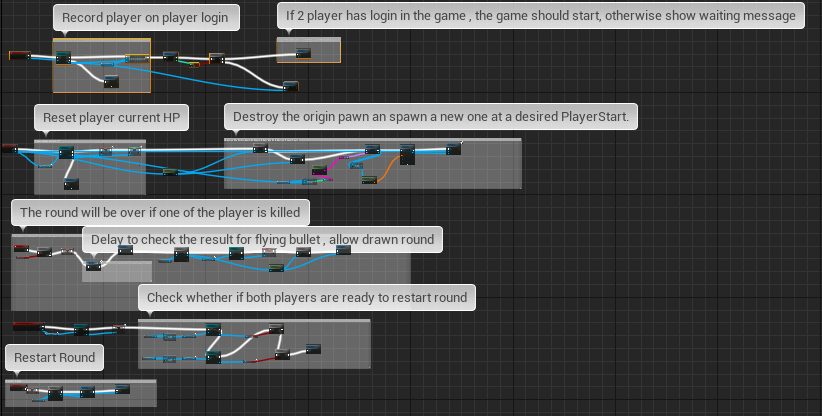 Record player on player login
If 2 player has login in the game , the game should start, otherwise show waiting message
Reset player current HP
Destroy the origin pawn an spawn a new one at a desired PlayerStart.
The round will be over if one of the player is killed
Delay to check the result for flying bullet , allow drawn round
Check whether if both players are ready to restart round
Restart Round